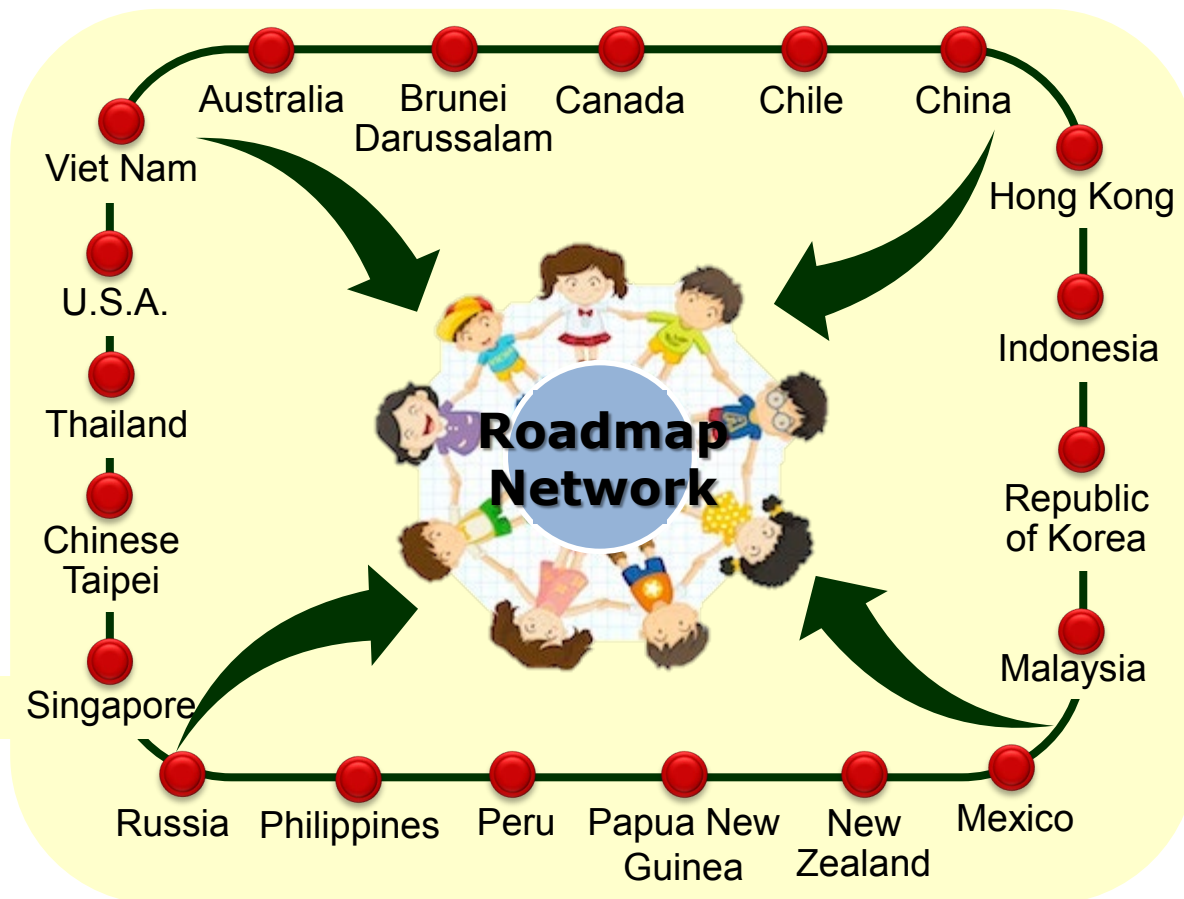 Australia
Brunei
Darussalam
Canada
Chile
China
Viet Nam
Hong Kong
U.S.A.
Indonesia
Thailand
Roadmap
Network
Republic
of Korea
Chinese
Taipei
Malaysia
Singapore
Russia
Philippines
Peru
Papua New
Guinea
New
Zealand
Mexico